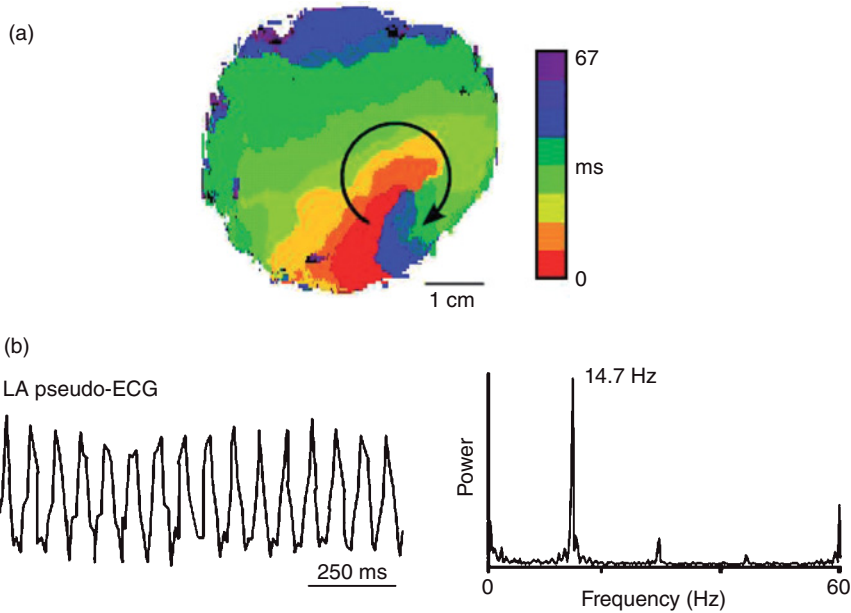 (a)
67
ms
0
1 cm
(b)
LA pseudo-ECG
250 ms
14.7 Hz
Power
0
60
Frequency (Hz)